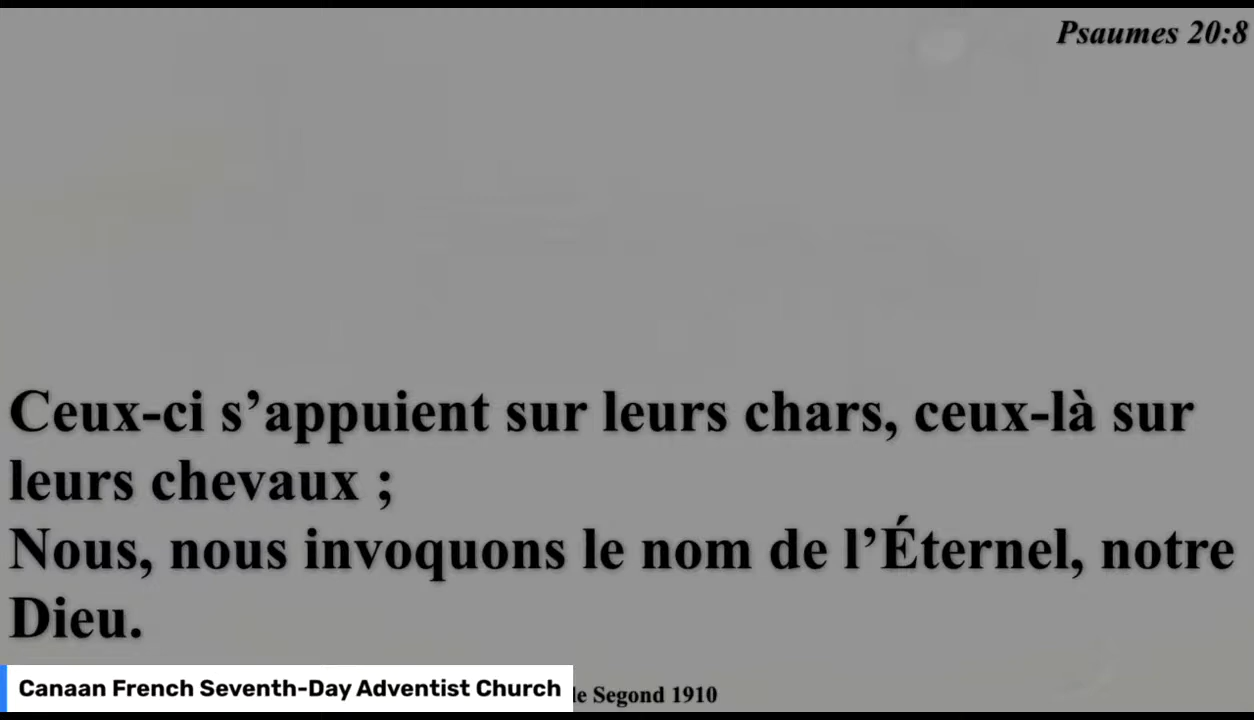 Psaumes 20:8
Ceux-ci s’appuient sur leurs chars, ceux-là sur
leurs chevaux ;
Nous, nous invoquons le nom de l’Éternel, notre
Dieu.
Canaan French Seventh-Day Adventist Church
Segond 1910